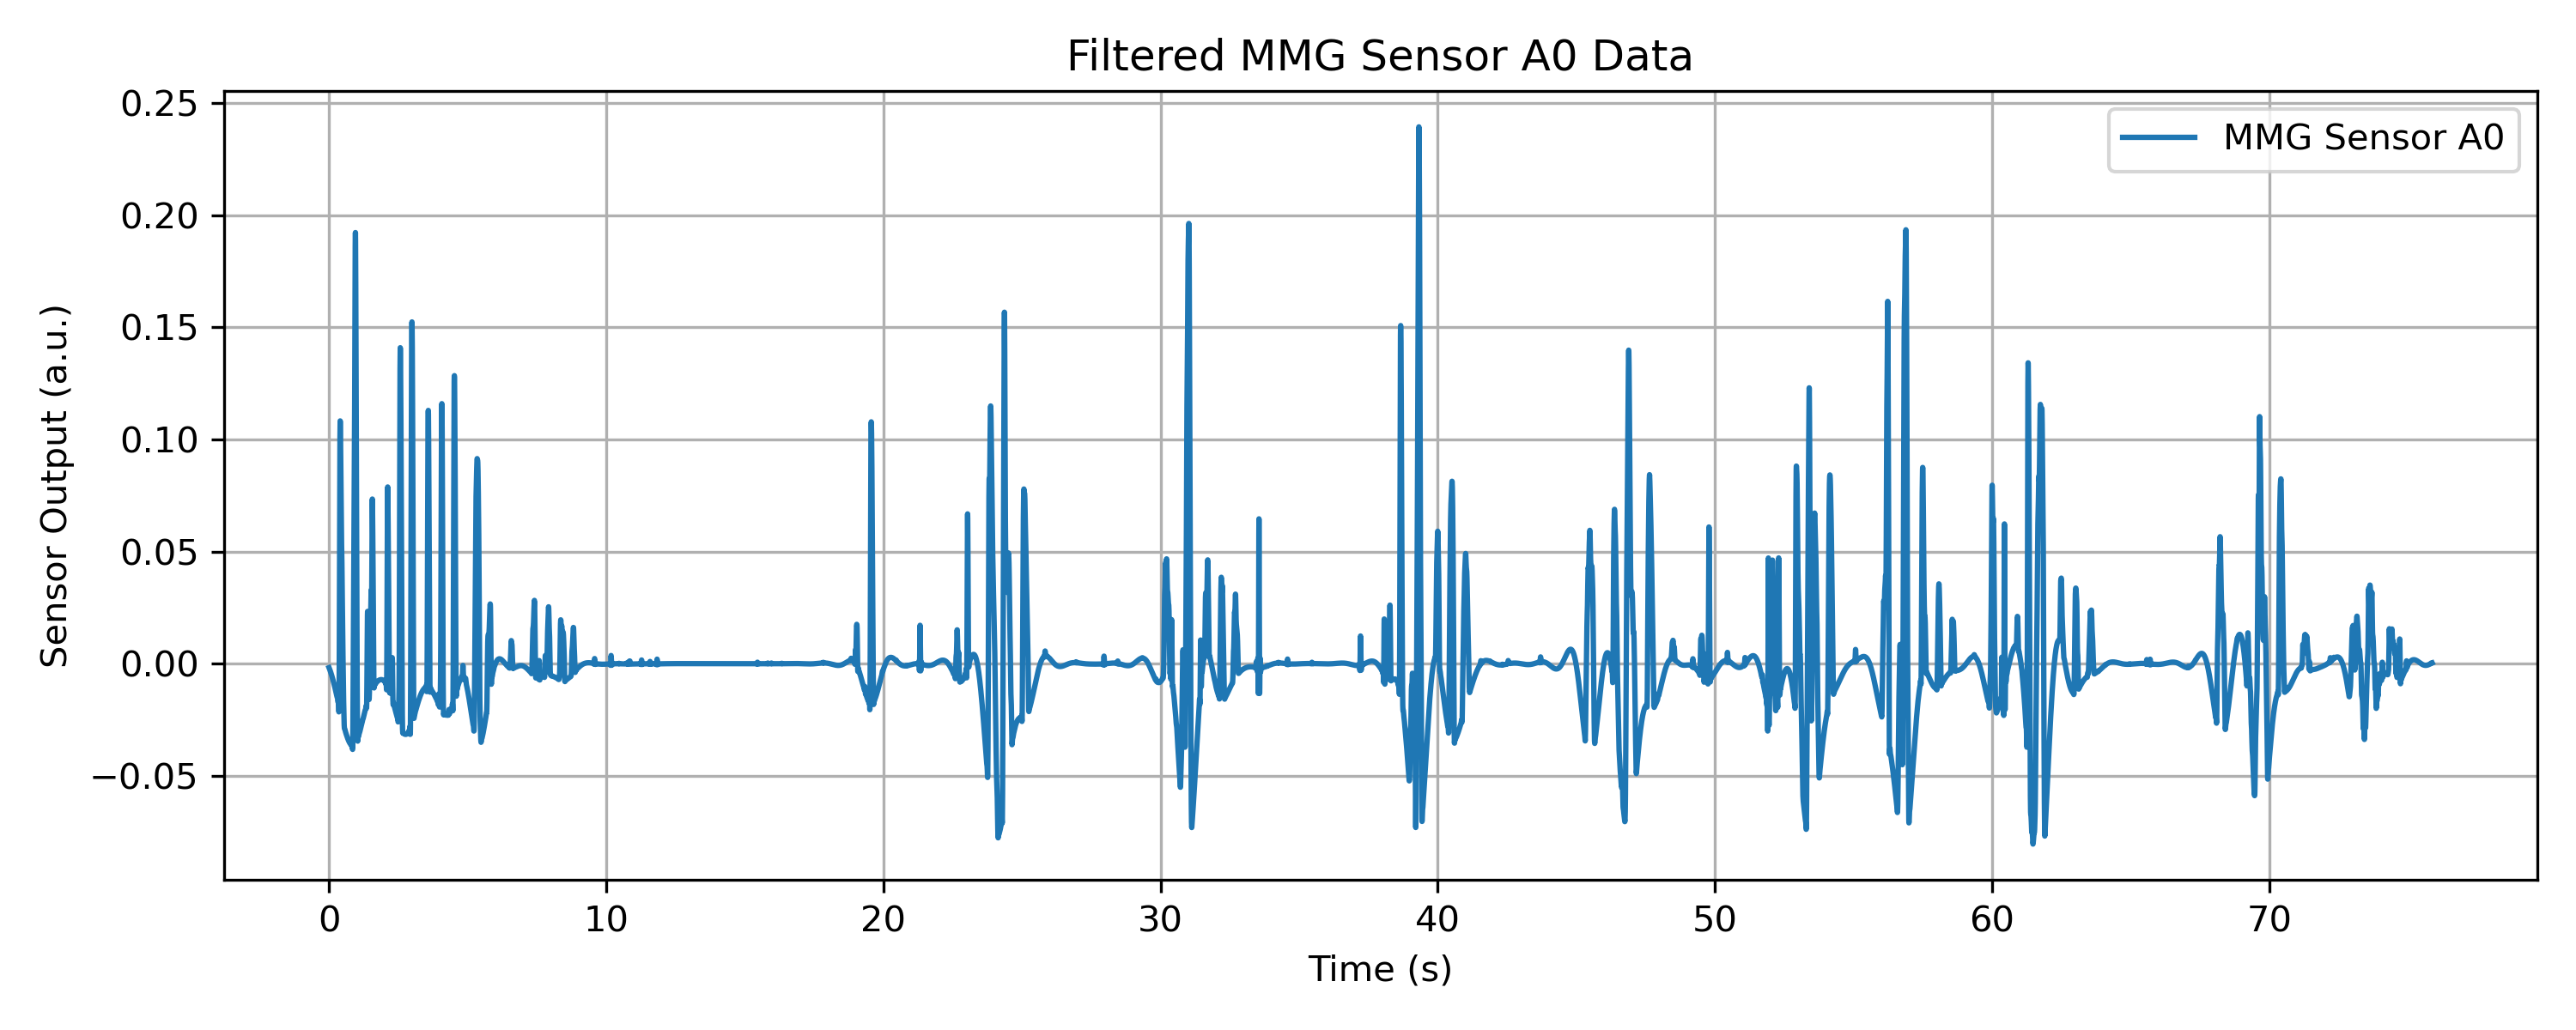 Filtered MMG Sensor A0 Data
MMG Sensor A0
Sensor Output (a.u.)
0.25
0.20
0.15
0.10
0.05
0.00
−0.05
0 10 20 30 40 50 60 70
Time (s)